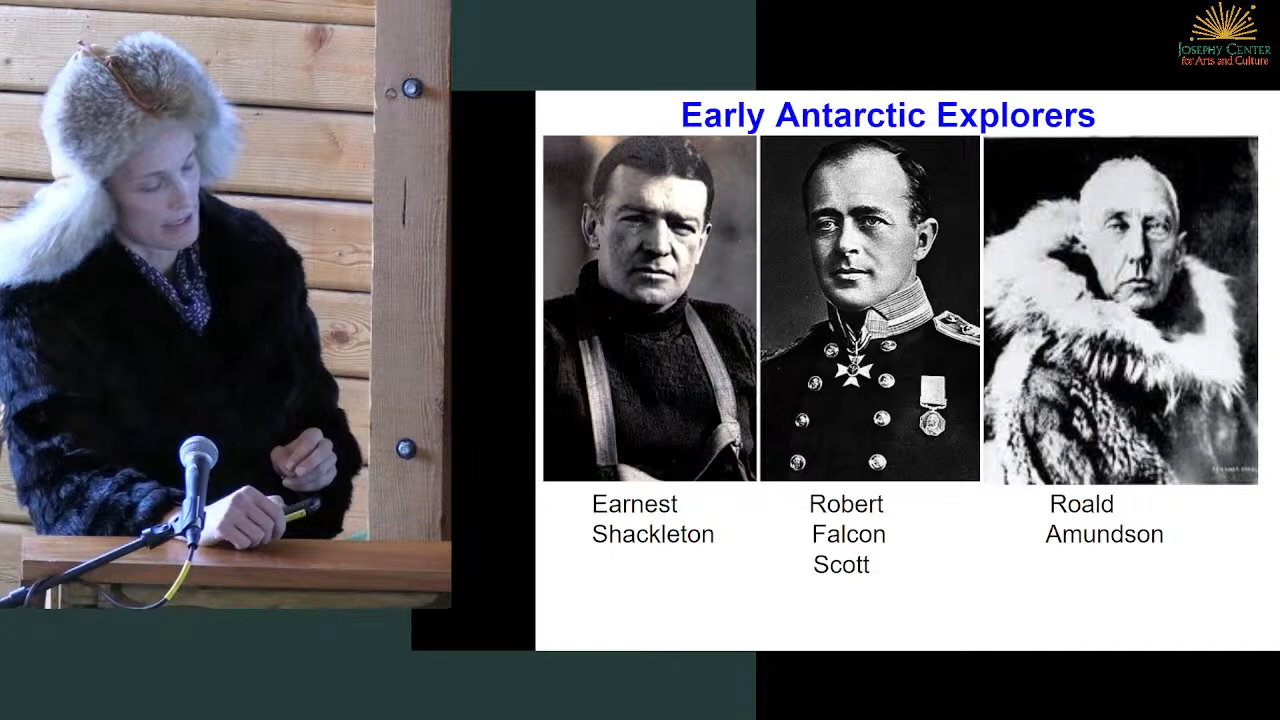 JOSEPHY CENTER
for Arts and Culture
Early Antarctic Explorers
Earnest
Shackleton
Robert
Falcon
Scott
Roald
Amundson